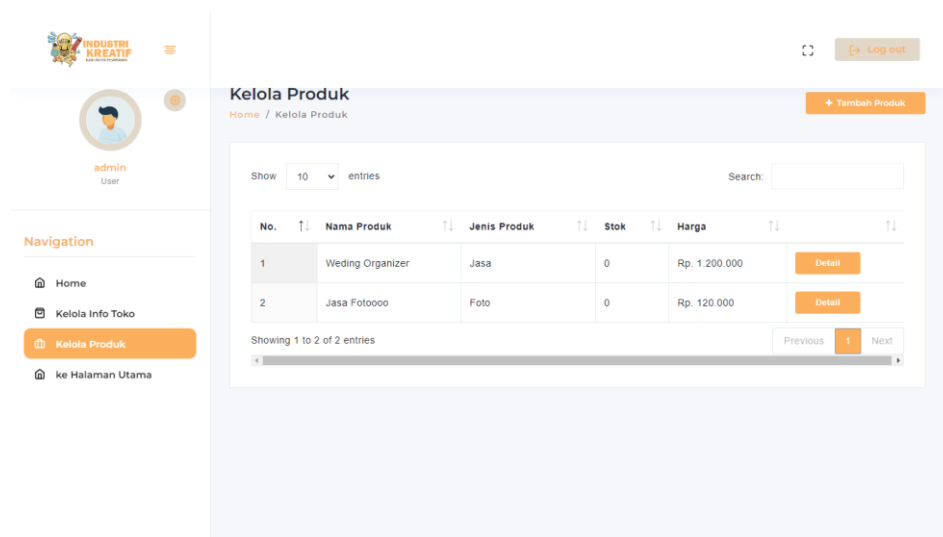 INDUSTRI
KREATIF
Log out
Kelola Produk
Home / Kelola Produk
+ Tambah Produk
admin
User
Navigation
Home
Kelola Info Toko
Kelola Produk
ke Halaman Utama
Show 10 entries
Search:
No. Nama Produk Jenis Produk Stok Harga
1 Weding Organizer Jasa 0 Rp. 1.200.000 Detail
2 Jasa Fotoooo Foto 0 Rp. 120.000 Detail
Showing 1 to 2 of 2 entries
Previous 1 Next